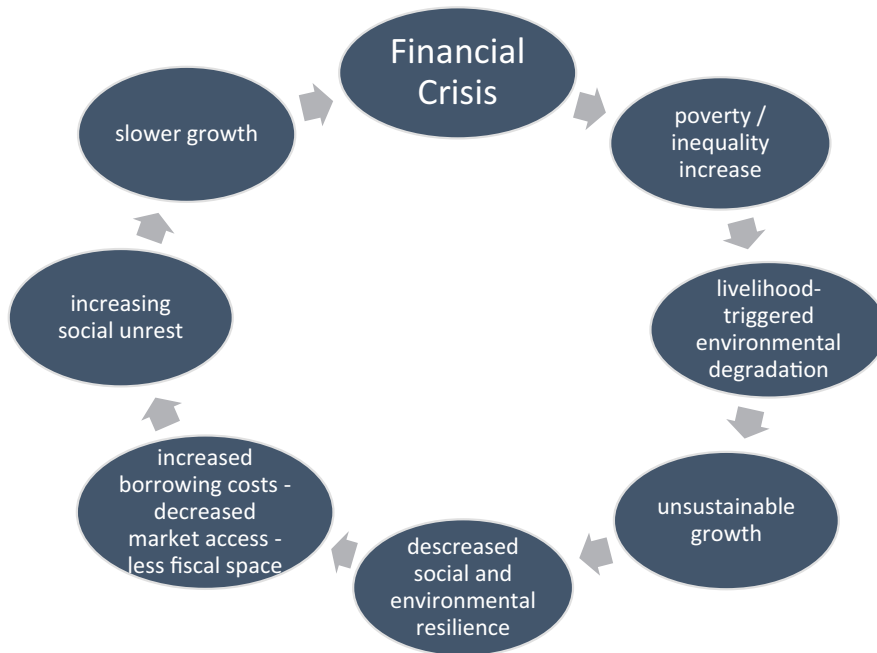 Financial
Crisis
poverty /
inequality
increase
livelihood-
triggered
environmental
degradation
unsustainable
growth
descreased
social and
environmental
resilience
increased
borrowing costs -
decreased
market access -
less fiscal space
increasing
social unrest
slower growth